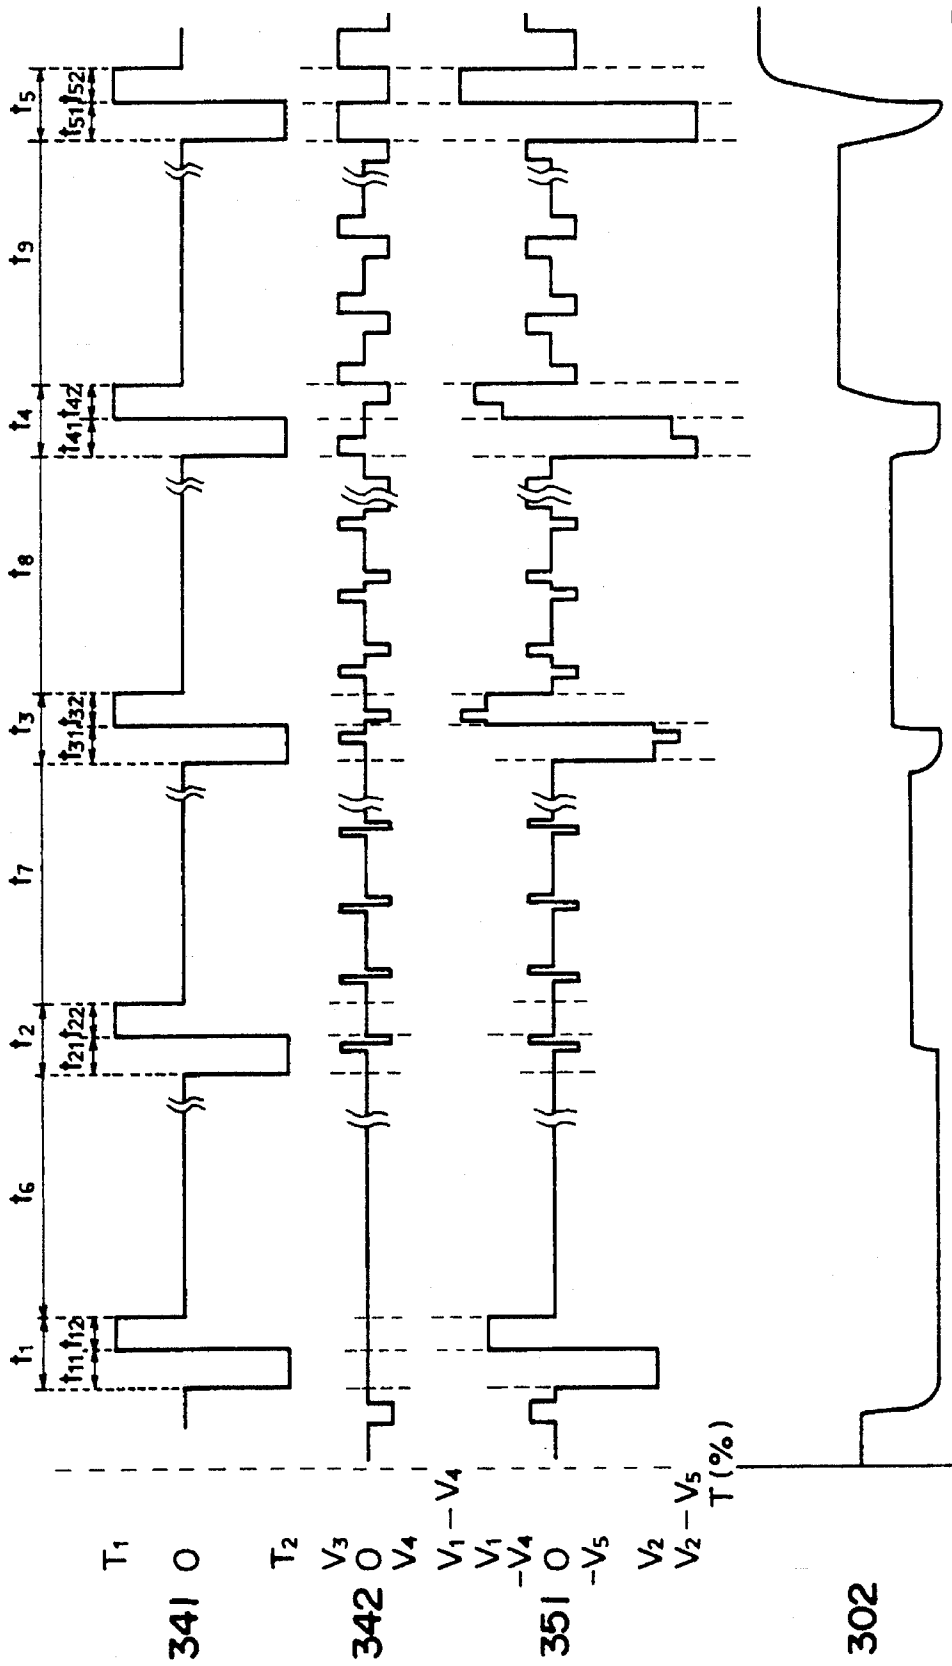 t1 t6 t2 t7 t3 t8 t4 t9 t5
t11 t12 t21 t22 t31 t32 t41 t42 t51 t52
T1
341 O
T2
V3
342 O
V4
V1 - V4
V1
-V4
351 O
-V5
V2
V2 - V5
T (%)
302